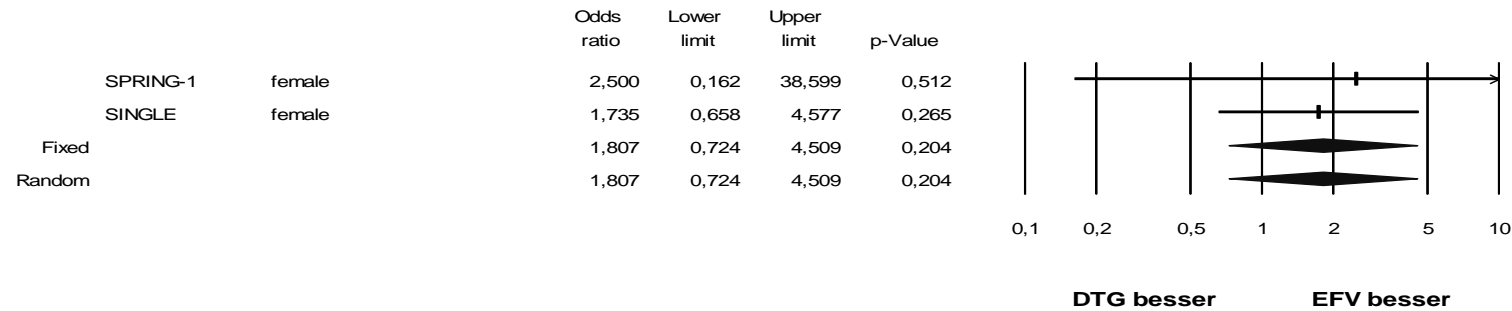 Odds Lower Upper
ratio limit limit p-Value
SPRING-1 female 2,500 0,162 38,599 0,512
SINGLE female 1,735 0,658 4,577 0,265
Fixed 1,807 0,724 4,509 0,204
Random 1,807 0,724 4,509 0,204
0,1 0,2 0,5 1 2 5 10
DTG besser EFV besser